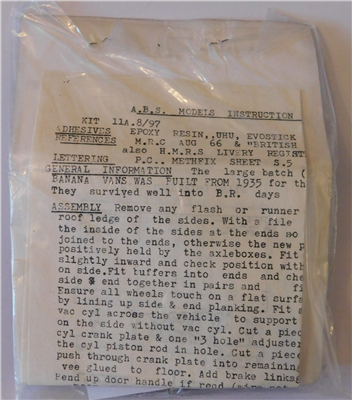 A.B.S. MODELS INSTRUCTION
KIT 11A.8/97
ADHESIVES EPOXY RESIN,,UHU, EVOSTICK
REFERENCES M.R.C AUG 66 & "BRITISH
also H.M.R.S LIVERY REGIST
LETTERING P.C.. METHFIX SHEET S.5
GENERAL INFORMATION The large batch (
BANANA VANS WAS BUILT FROM 1935 for th
They survived well into B.R. days
ASSEMBLY Remove any flash or runner
roof ledge of the sides. With a file
the inside of the sides at the ends so
joined to the ends, otherwise the new p
positively held by the axleboxes. Fit
slightly inward and check position with
on side.Fit buffers into ends and che
side & end together in pairs and fi
Ensure all wheels touch on a flat surfa
by lining up side & end planking. Fit a
vac cyl across the vehicle to support
on the side without vac cyl. Cut a piec
cyl crank plate & one "3 hole" adjuster
the cyl piston rod in hole. Cut a piece
push through crank plate into remaining
vee glued to floor. Add brake links
Bend up door handle if reqd